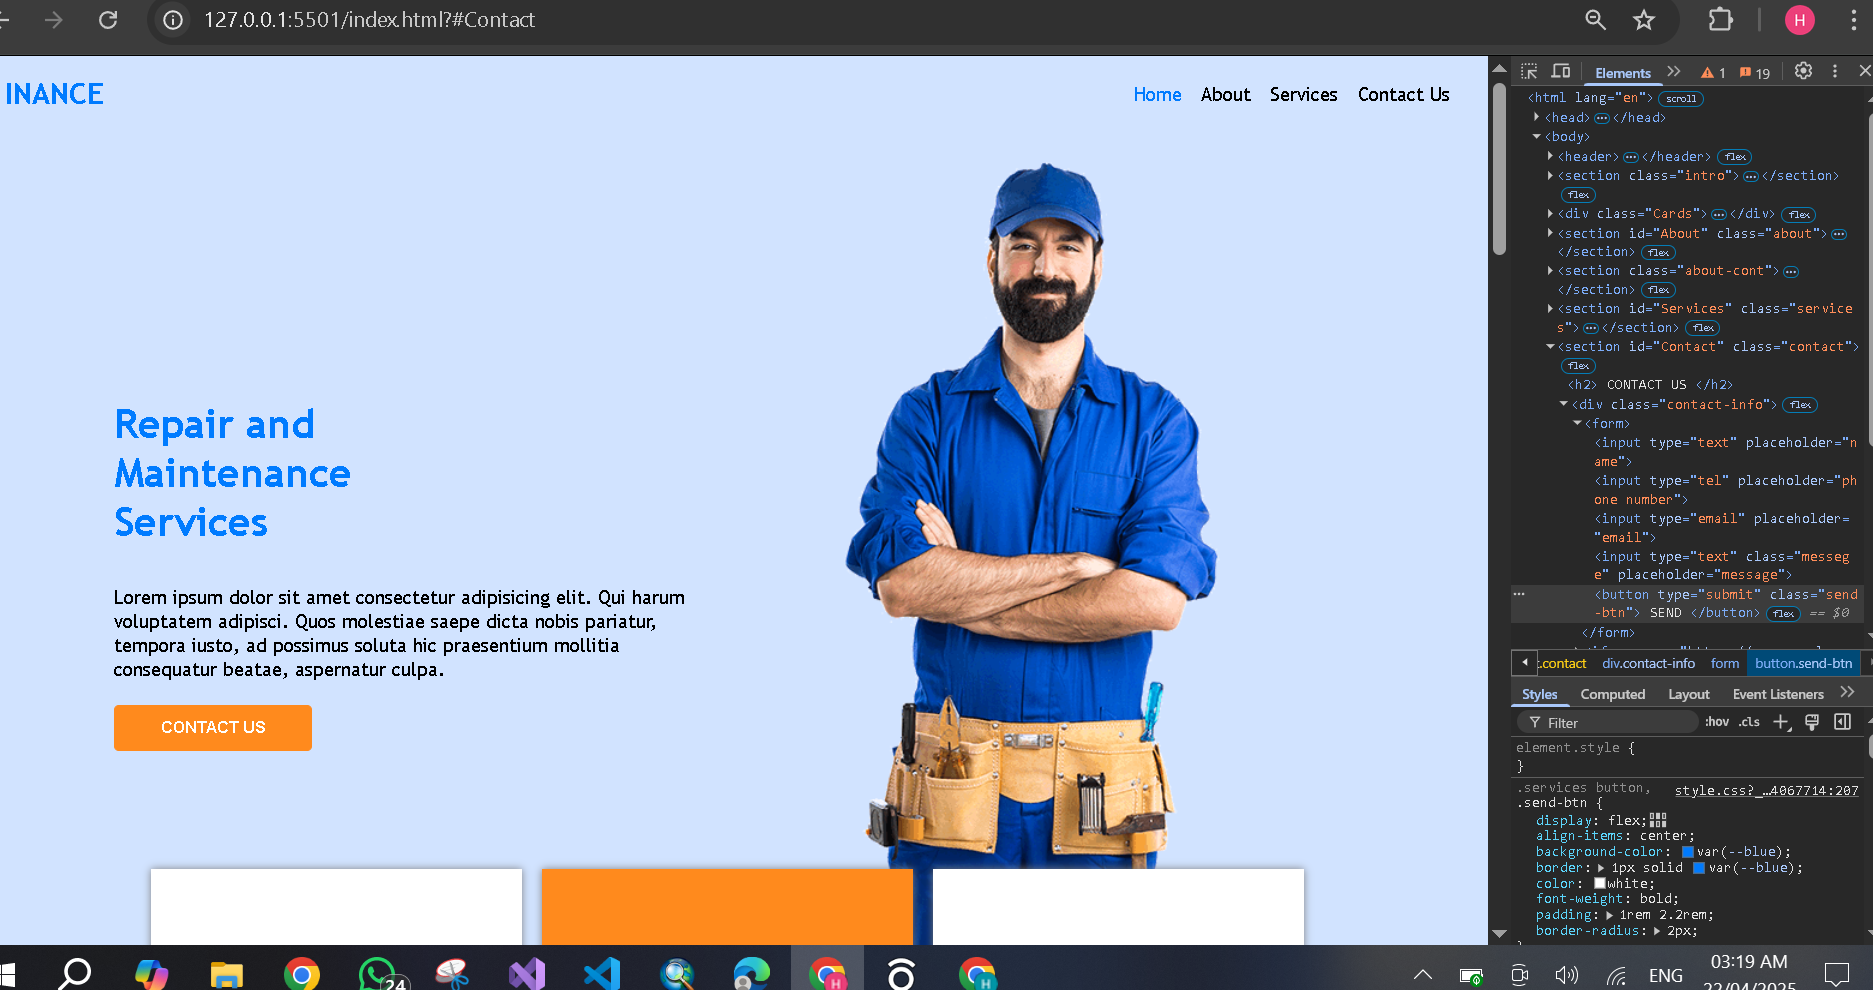 127.0.0.1:5501/index.html?#Contact
H
INANCE
Home About Services Contact Us
Repair and
Maintenance
Services
Lorem ipsum dolor sit amet consectetur adipisicing elit. Qui harum
voluptatem adipisci. Quos molestiae saepe dicta nobis pariatur,
tempora iusto, ad possimus soluta hic praesentium mollitia
consequatur beatae, aspernatur culpa.
CONTACT US
Elements 1 19
<html lang="en"> scroll
<head> </head>
<body>
<header> </header> flex
<section class="intro"> </section>
flex
<div class="Cards"> </div> flex
<section id="About" class="about">
</section> flex
<section class="about-cont">
</section> flex
<section id="Services" class="service
s"> </section> flex
<section id="Contact" class="contact">
flex
<h2> CONTACT US </h2>
<div class="contact-info"> flex
<form>
<input type="text" placeholder="n
ame">
<input type="tel" placeholder="ph
one number">
<input type="email" placeholder=
"email">
<input type="text" class="messeg
e" placeholder="message">
<button type="submit" class="send
-btn"> SEND </button> flex == $0
</form>
.contact div.contact-info form button.send-btn
Styles Computed Layout Event Listeners
Filter :hov .cls
element.style {
}
.services button, style.css?_…4067714:207
.send-btn {
display: flex;
align-items: center;
background-color: var(--blue);
border: 1px solid var(--blue);
color: white;
font-weight: bold;
padding: 1rem 2.2rem;
border-radius: 2px;
24
H
H
ENG
03:19 AM
22/04/2025